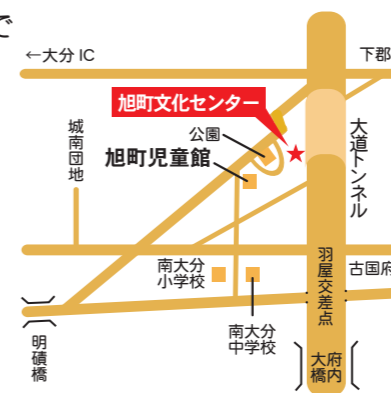 で
←大分 IC
下郡
旭町文化センター
公園
旭町児童館
城南団地
大道トンネル
南大分
小学校
羽屋交差点
古国府
南大分
中学校
明磧橋
府内
大橋